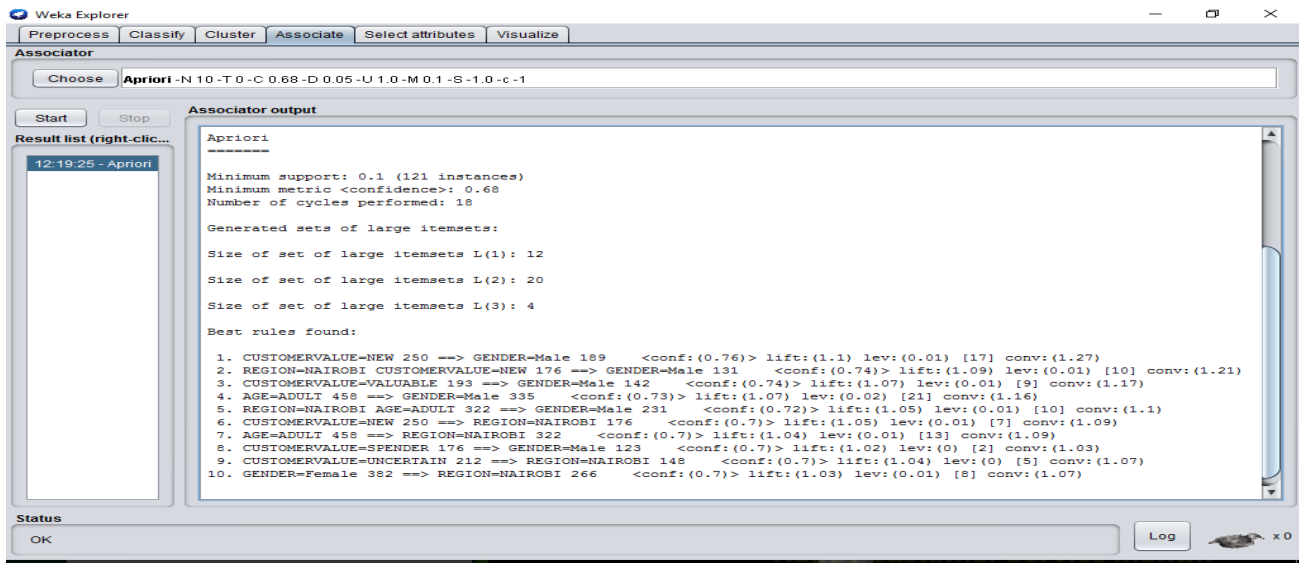 Weka Explorer
Preprocess Classify Cluster Associate Select attributes Visualize
Associator
Choose Apriori -N 10 -T 0 -C 0.68 -D 0.05 -U 1.0 -M 0.1 -S -1.0 -c -1
Start Stop
Result list (right-clic...
12:19:25 - Apriori
Associator output
Apriori
=======
Minimum support: 0.1 (121 instances)
Minimum metric <confidence>: 0.68
Number of cycles performed: 18
Generated sets of large itemsets:
Size of set of large itemsets L(1): 12
Size of set of large itemsets L(2): 20
Size of set of large itemsets L(3): 4
Best rules found:
1. CUSTOMERVALUE=NEW 250 ==> GENDER=Male 189 <conf:(0.76)> lift:(1.1) lev:(0.01) [17] conv:(1.27)
2. REGION=NAIROBI CUSTOMERVALUE=NEW 176 ==> GENDER=Male 131 <conf:(0.74)> lift:(1.09) lev:(0.01) [10] conv:(1.21)
3. CUSTOMERVALUE=VALUABLE 193 ==> GENDER=Male 142 <conf:(0.74)> lift:(1.07) lev:(0.01) [9] conv:(1.17)
4. AGE=ADULT 458 ==> GENDER=Male 335 <conf:(0.73)> lift:(1.07) lev:(0.02) [21] conv:(1.16)
5. REGION=NAIROBI AGE=ADULT 322 ==> GENDER=Male 231 <conf:(0.72)> lift:(1.05) lev:(0.01) [10] conv:(1.1)
6. CUSTOMERVALUE=NEW 250 ==> REGION=NAIROBI 176 <conf:(0.7)> lift:(1.05) lev:(0.01) [7] conv:(1.09)
7. AGE=ADULT 458 ==> REGION=NAIROBI 322 <conf:(0.7)> lift:(1.04) lev:(0.01) [13] conv:(1.09)
8. CUSTOMERVALUE=SPENDER 176 ==> GENDER=Male 123 <conf:(0.7)> lift:(1.02) lev:(0) [2] conv:(1.03)
9. CUSTOMERVALUE=UNCERTAIN 212 ==> REGION=NAIROBI 148 <conf:(0.7)> lift:(1.04) lev:(0) [5] conv:(1.07)
10. GENDER=Female 382 ==> REGION=NAIROBI 266 <conf:(0.7)> lift:(1.03) lev:(0.01) [8] conv:(1.07)
Status
OK
Log
x 0